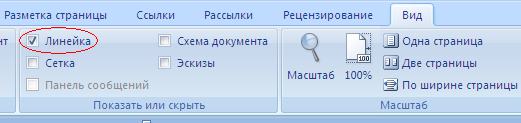 Разметка страницы Ссылки Рассылки Рецензирование Вид
Линейка Схема документа
Сетка Эскизы
Панель сообщений
Показать или скрыть
Масштаб 100%
100
Одна страница
Две страницы
По ширине страницы
Масштаб